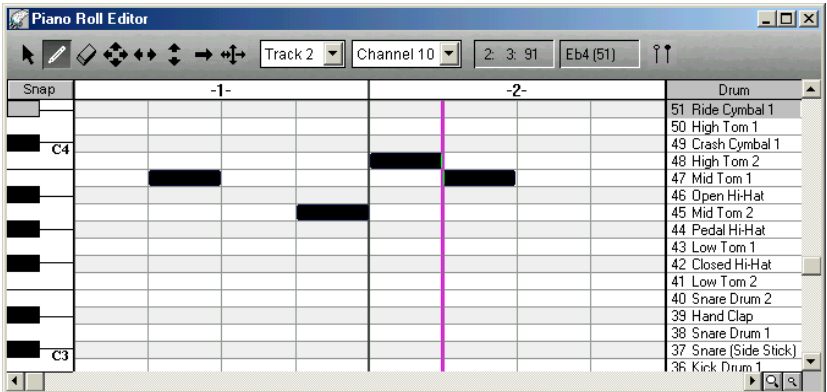 Piano Roll Editor
Track 2 Channel 10 2: 3: 91 Eb4 (51)
Snap -1- -2- Drum
51 Ride Cymbal 1
50 High Tom 1
C4 49 Crash Cymbal 1
48 High Tom 2
47 Mid Tom 1
46 Open Hi-Hat
45 Mid Tom 2
44 Pedal Hi-Hat
43 Low Tom 1
42 Closed Hi-Hat
41 Low Tom 2
40 Snare Drum 2
39 Hand Clap
38 Snare Drum 1
C3 37 Snare (Side Stick)
36 Kick Drum 1